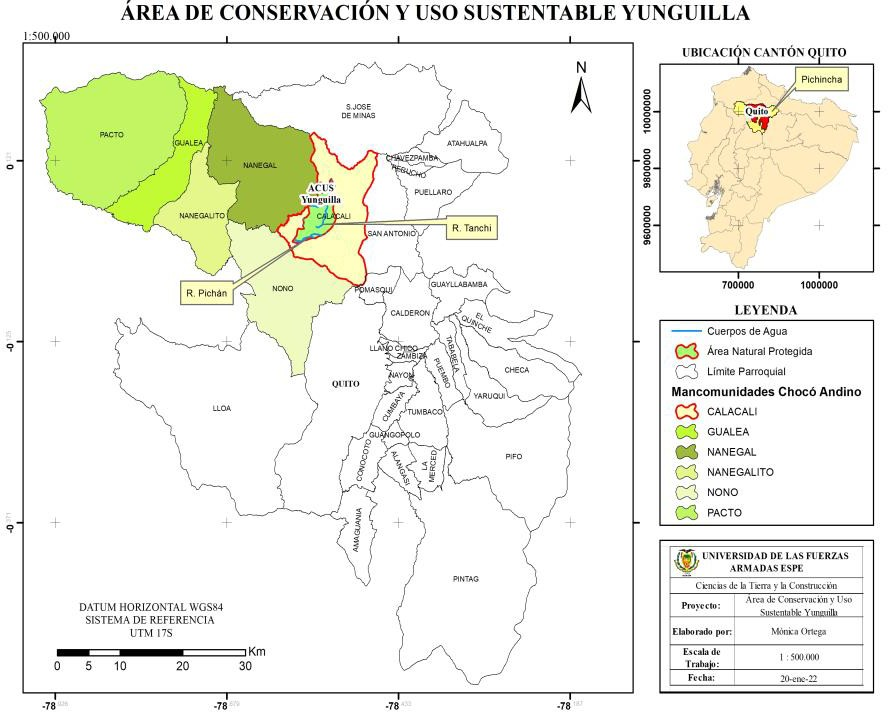 ÁREA DE CONSERVACIÓN Y USO SUSTENTABLE YUNGUILLA
1:500.000
N
S.JOSE
DE MINAS
PACTO
GUALEA
NANEGAL
ATAHUALPA
CHAVEZPAMBA
PERUCHO
PUELLARO
ACUS
Yunguilla
NANEGALITO
CALACALI
SAN ANTONIO
R. Tanchi
R. Pichán
NONO
POMASQUI
GUAYLLABAMBA
CALDERON
EL
QUINCHE
LLANO CHICO
ZAMBIZA
TABABELA
PUEMBO
CHECA
NAYON
QUITO
YARUQUI
LLOA
CUMBAYA
TUMBACO
GUANGOPOLO
CONOCOTO
ALANGASI
LA
MERCED
PIFO
AMAGUANIA
PINTAG
DATUM HORIZONTAL WGS84
SISTEMA DE REFERENCIA
UTM 17S
Km
0 5 10 20 30
-78 679
-78 433
-78 187
UBICACIÓN CANTÓN QUITO
Pichincha
Quito
10000000
9800000
9600000
700000 1000000
LEYENDA
Cuerpos de Agua
Área Natural Protegida
Límite Parroquial
Mancomunidades Chocó Andino
CALACALI
GUALEA
NANEGAL
NANEGALITO
NONO
PACTO
UNIVERSIDAD DE LAS FUERZAS
ARMADAS ESPE
Ciencias de la Tierra y la Construcción
Proyecto: Área de Conservación y Uso
Sustentable Yunguilla
Elaborado por: Mónica Ortega
Escala de
Trabajo: 1 : 500.000
Fecha: 20-ene-22